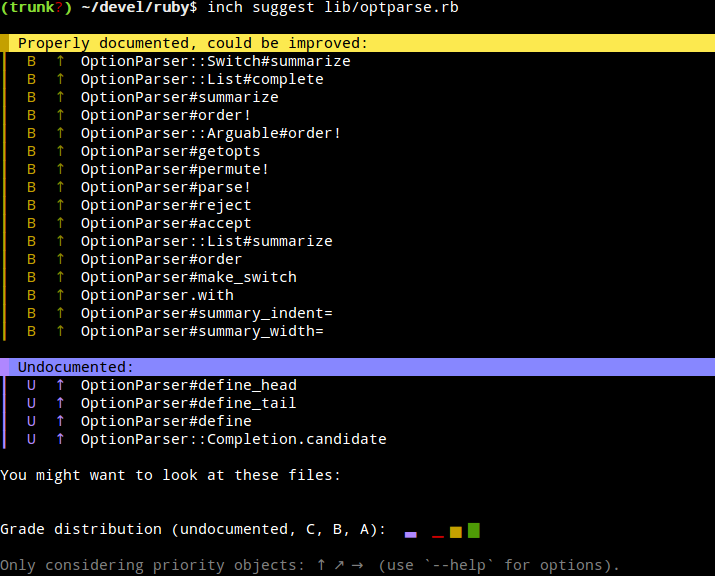 (trunk?) ~/devel/ruby$ inch suggest lib/optparse.rb
Properly documented, could be improved:
B ↑ OptionParser::Switch#summarize
B ↑ OptionParser::List#complete
B ↑ OptionParser#summarize
B ↑ OptionParser#order!
B ↑ OptionParser::Arguable#order!
B ↑ OptionParser#getopts
B ↑ OptionParser#permute!
B ↑ OptionParser#parse!
B ↑ OptionParser#reject
B ↑ OptionParser#accept
B ↑ OptionParser::List#summarize
B ↑ OptionParser#order
B ↑ OptionParser#make_switch
B ↑ OptionParser.with
B ↑ OptionParser#summary_indent=
B ↑ OptionParser#summary_width=
Undocumented:
U ↑ OptionParser#define_head
U ↑ OptionParser#define_tail
U ↑ OptionParser#define
U ↑ OptionParser::Completion.candidate
You might want to look at these files:
Grade distribution (undocumented, C, B, A):
Only considering priority objects: ↑ ↗ → (use `--help` for options).